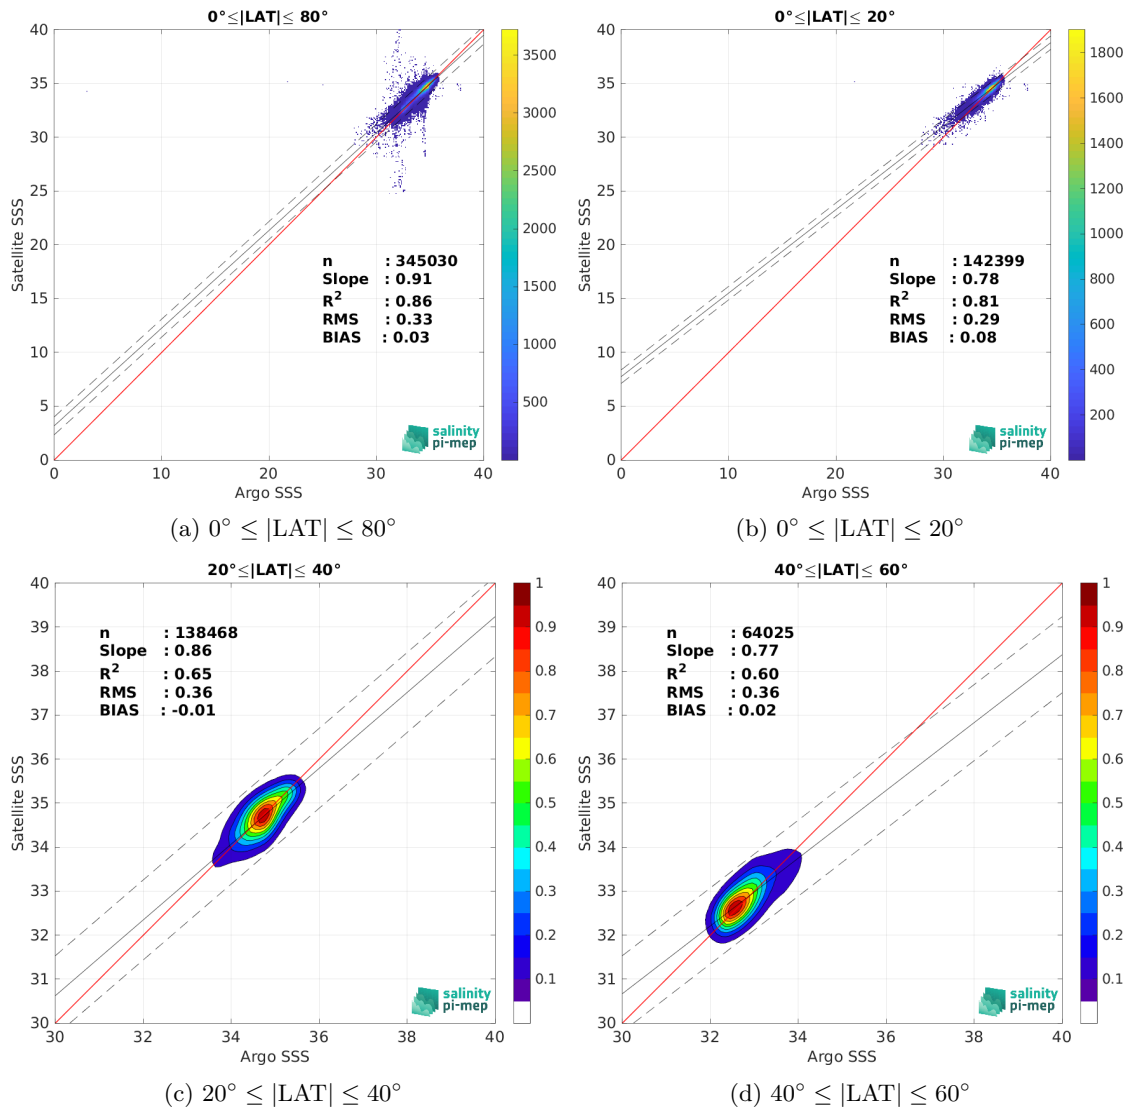 0°≤|LAT|≤ 80°
40
35
30
25
20
15
10
5
0
0
10
20
30
40
Satellite SSS
Argo SSS
n : 345030
Slope : 0.91
R² : 0.86
RMS : 0.33
BIAS : 0.03
salinity
pi-mep
3500
3000
2500
2000
1500
1000
500
(a) 0° ≤ |LAT| ≤ 80°
0°≤|LAT|≤ 20°
40
35
30
25
20
15
10
5
0
0
10
20
30
40
Satellite SSS
Argo SSS
n : 142399
Slope : 0.78
R² : 0.81
RMS : 0.29
BIAS : 0.08
salinity
pi-mep
1800
1600
1400
1200
1000
800
600
400
200
(b) 0° ≤ |LAT| ≤ 20°
20°≤|LAT|≤ 40°
40
39
38
37
36
35
34
33
32
31
30
30
32
34
36
38
40
Satellite SSS
Argo SSS
n : 138468
Slope : 0.86
R² : 0.65
RMS : 0.36
BIAS : -0.01
salinity
pi-mep
1
0.9
0.8
0.7
0.6
0.5
0.4
0.3
0.2
0.1
(c) 20° ≤ |LAT| ≤ 40°
40°≤|LAT|≤ 60°
40
39
38
37
36
35
34
33
32
31
30
30
32
34
36
38
40
Satellite SSS
Argo SSS
n : 64025
Slope : 0.77
R² : 0.60
RMS : 0.36
BIAS : 0.02
salinity
pi-mep
1
0.9
0.8
0.7
0.6
0.5
0.4
0.3
0.2
0.1
(d) 40° ≤ |LAT| ≤ 60°